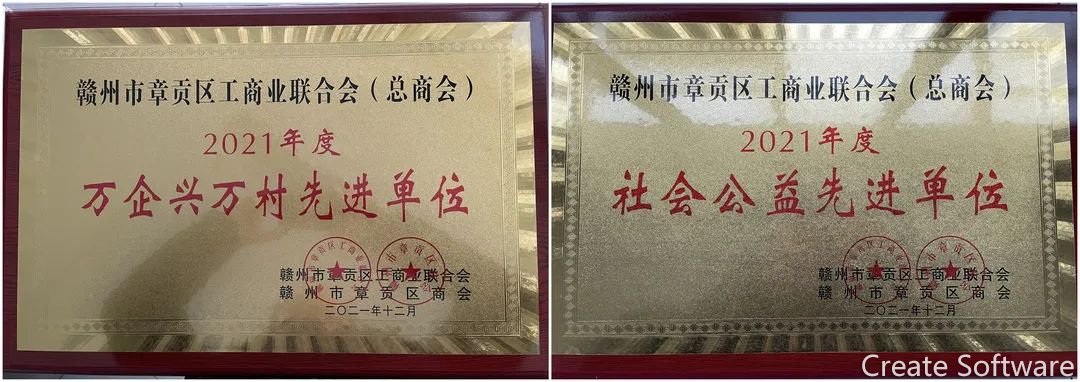 赣州市章贡区工商业联合会（总商会）
2021年度
万企兴万村先进单位
赣州市章贡区工商业联合会
赣州市章贡区商会
二〇二一年十二月
赣州市章贡区工商业联合会（总商会）
2021年度
社会公益先进单位
赣州市章贡区工商业联合会
赣州市章贡区商会
二〇二一年十二月
Create Software